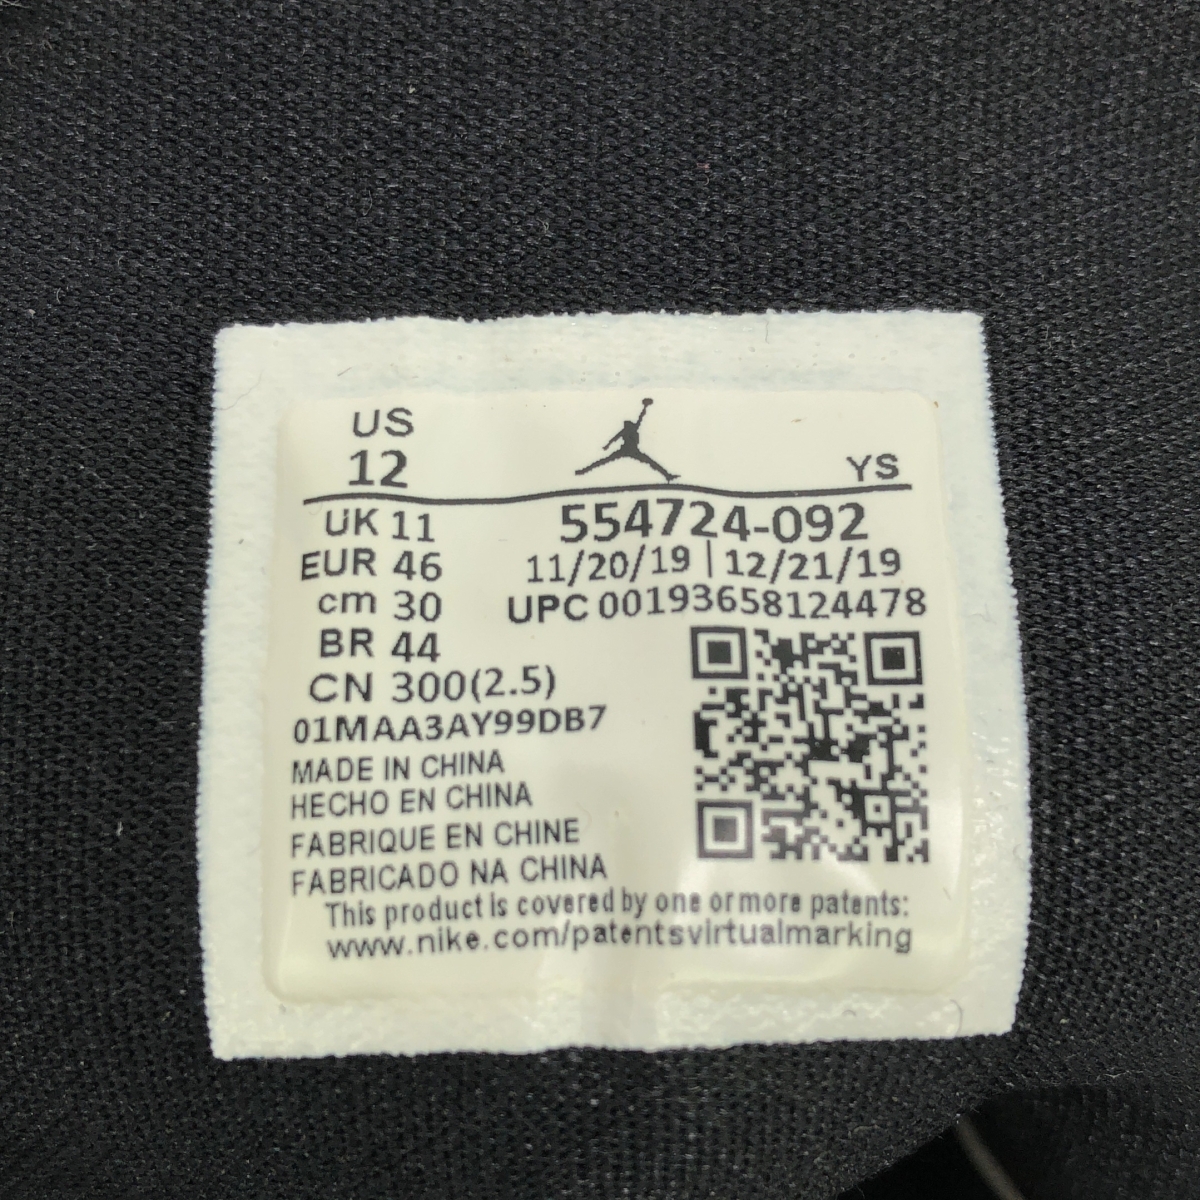 US
12
YS
UK 11
554724-092
EUR 46
11/20/19 | 12/21/19
cm 30
UPC 00193658124478
BR 44
CN 300(2.5)
01MAA3AY99DB7
MADE IN CHINA
HECHO EN CHINA
FABRIQUE EN CHINE
FABRICADO NA CHINA
This product is covered by one or more patents:
www.nike.com/patentsvirtualmarking